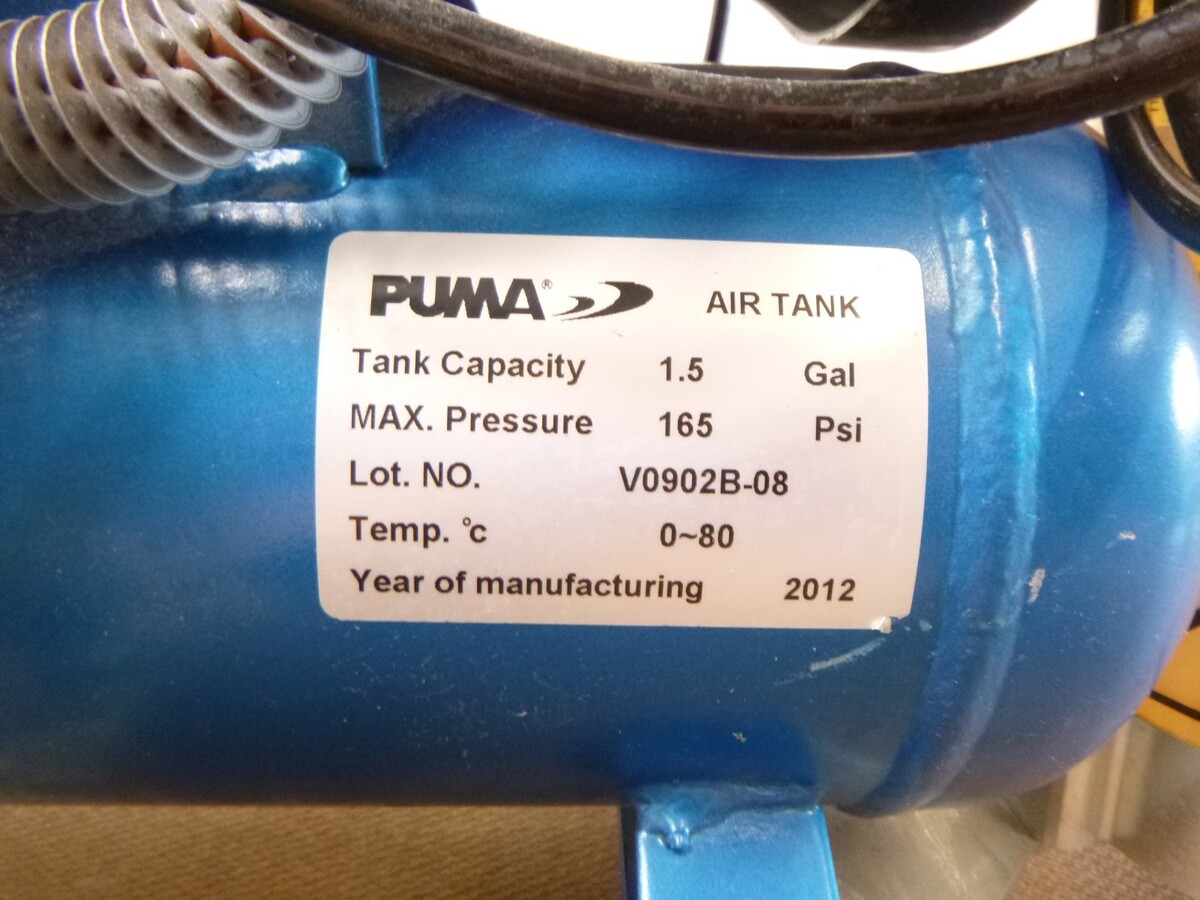 PUMA® AIR TANK
Tank Capacity 1.5 Gal
MAX. Pressure 165 Psi
Lot. NO. V0902B-08
Temp. ℃ 0~80
Year of manufacturing 2012